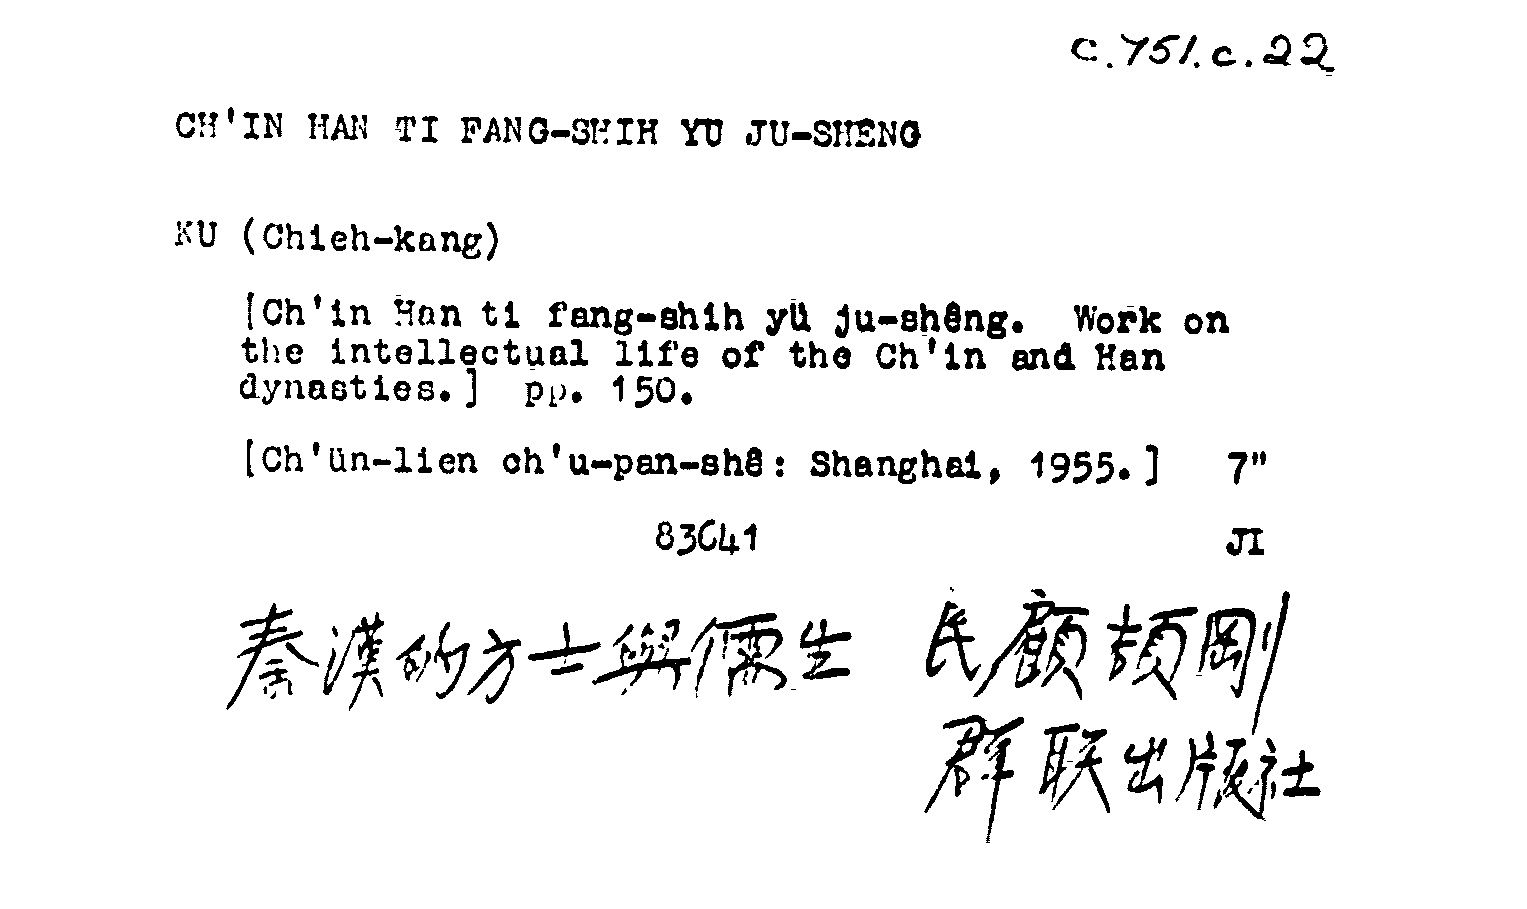 c.751.c.22
CH'IN HAN TI FANG-SHIH YU JU-SHENG
KU (Chieh-kang)
[Ch'in Han ti fang-shih yü ju-shêng. Work on
the intellectual life of the Ch'in and Han
dynasties.] pp. 150.
[Ch'ün-lien ch'u-pan-shê: Shanghai, 1955.] 7"
83641 JI
秦漢的方士與儒生 民顧頡剛
群联出版社